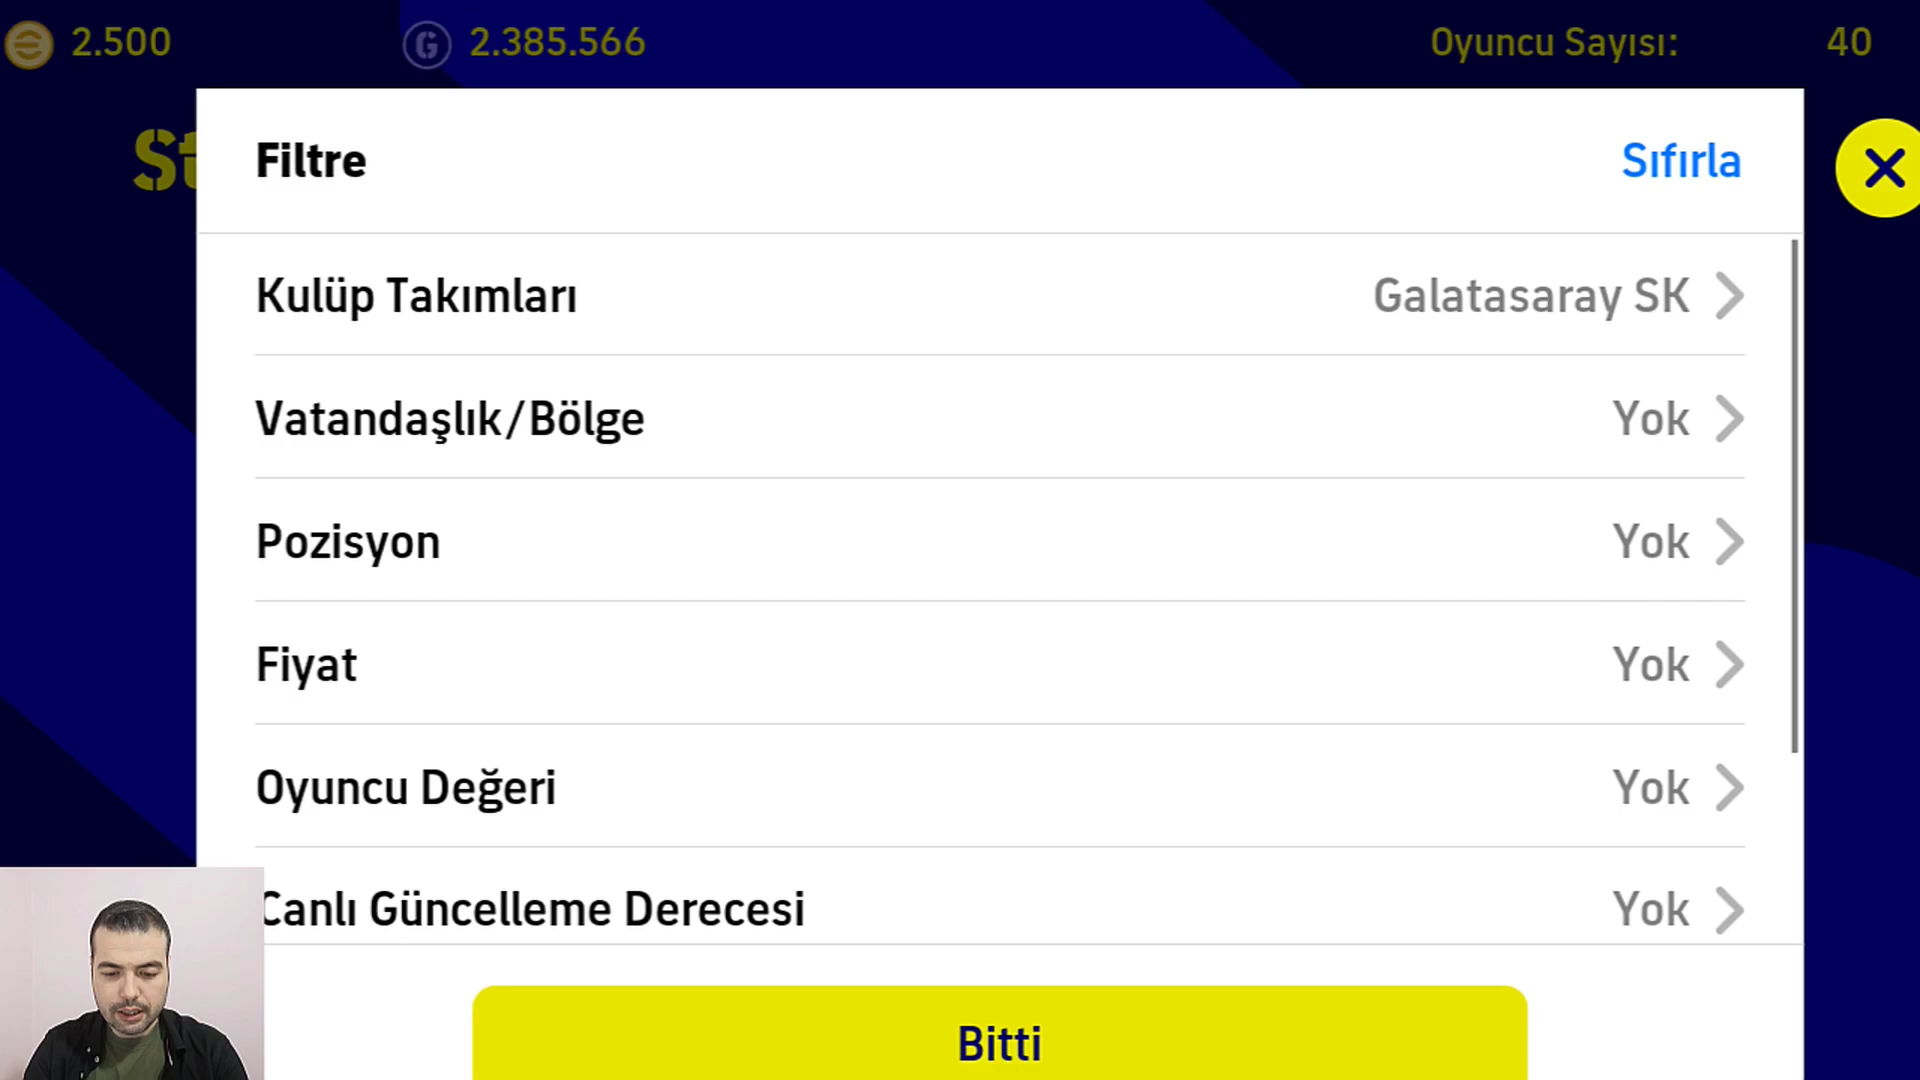 2.500
2.385.566
Oyuncu Sayısı: 40
St
Filtre
Sıfırla
Kulüp Takımları
Galatasaray SK
Vatandaşlık/Bölge
Yok
Pozisyon
Yok
Fiyat
Yok
Oyuncu Değeri
Yok
Canlı Güncelleme Derecesi
Yok
Bitti